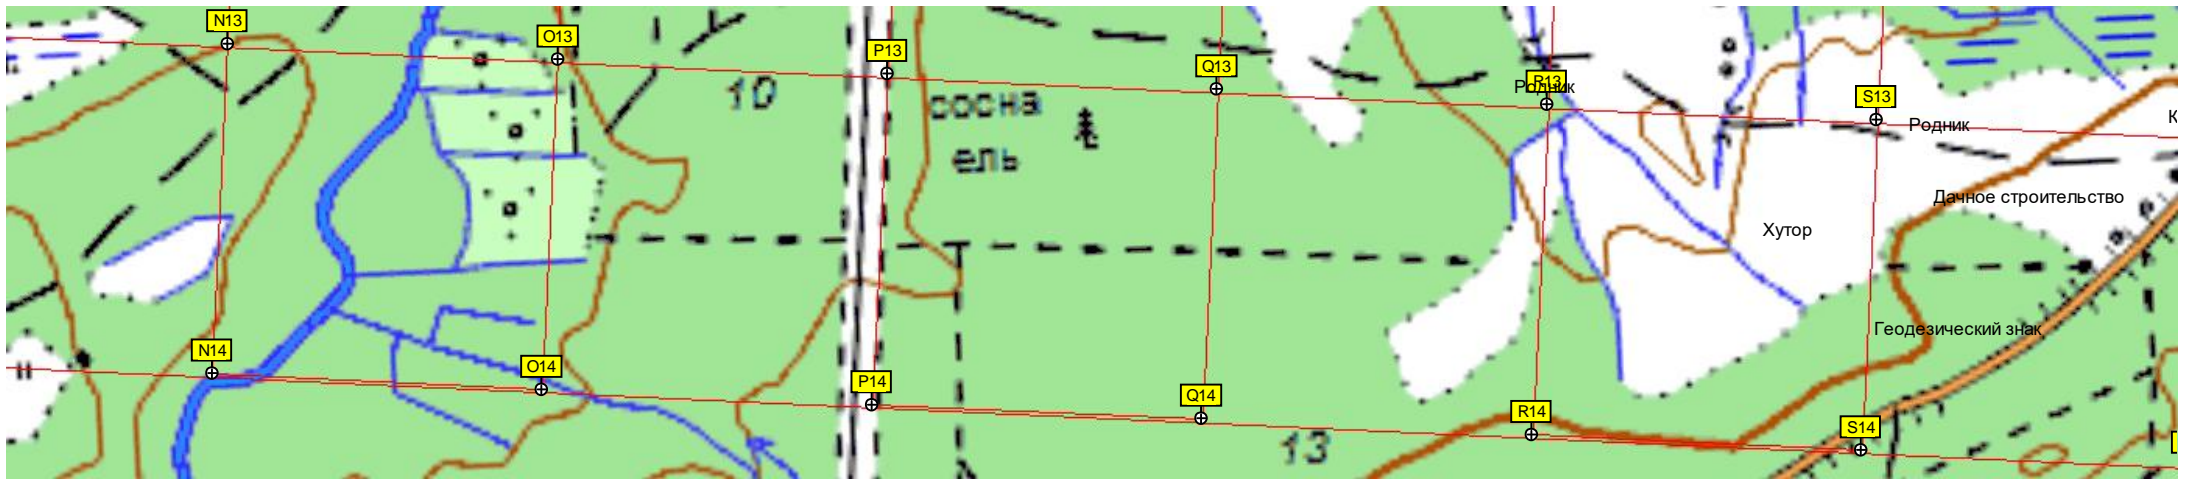 N13
O13
P13
Q13
R13
Родник
S13
Родник
К
10
сосна
ель
Дачное строительство
Хутор
Геодезический знак
N14
O14
P14
Q14
R14
S14
13